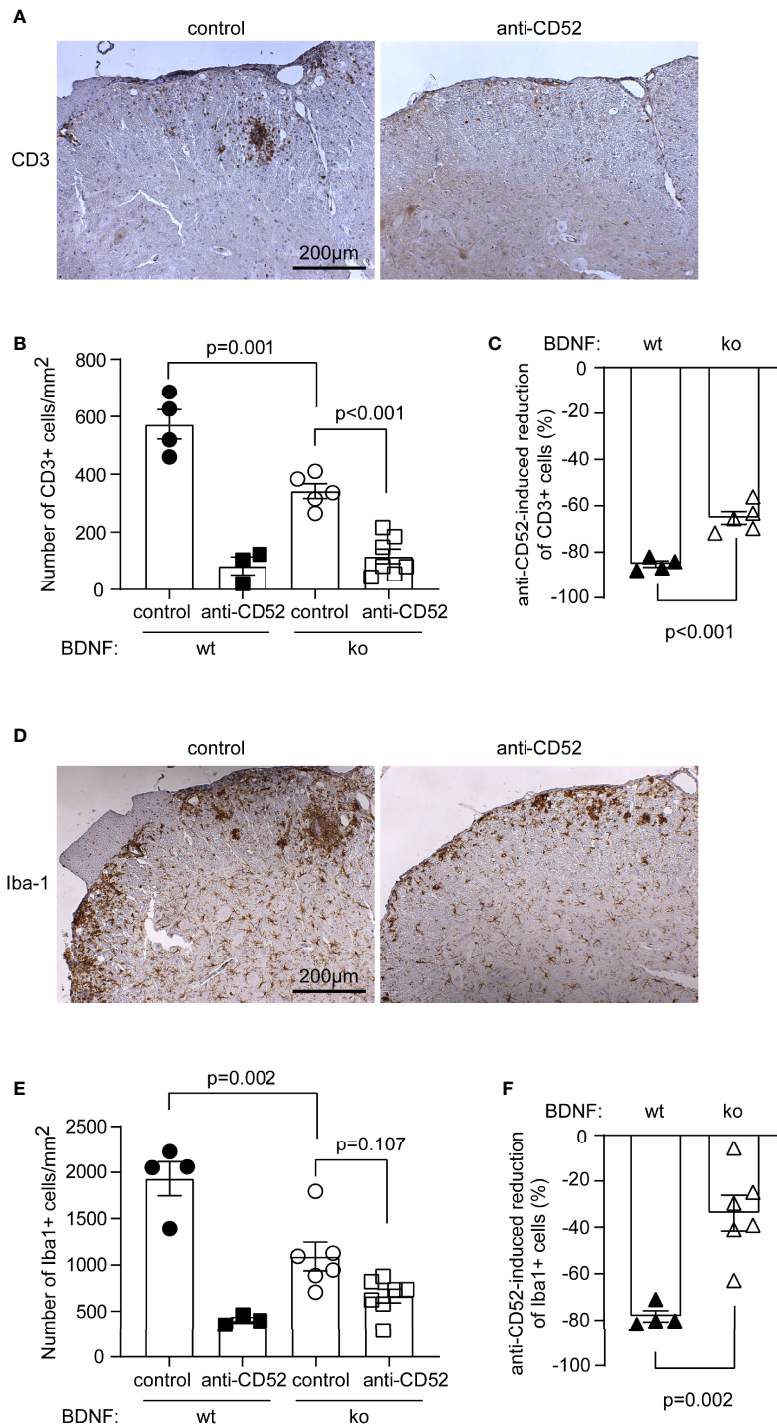 A
control
anti-CD52
CD3
200μm
B
Number of CD3+ cells/mm2
800
600
400
200
0
p=0.001
p<0.001
control
anti-CD52
control
anti-CD52
BDNF:
wt
ko
C
BDNF:
wt
ko
anti-CD52-induced reduction
of CD3+ cells (%)
0
-20
-40
-60
-80
-100
p<0.001
D
control
anti-CD52
Iba-1
200μm
E
Number of Iba1+ cells/mm2
2500
2000
1500
1000
500
0
p=0.002
p=0.107
control
anti-CD52
control
anti-CD52
BDNF:
wt
ko
F
BDNF:
wt
ko
anti-CD52-induced reduction
of Iba1+ cells (%)
0
-20
-40
-60
-80
-100
p=0.002